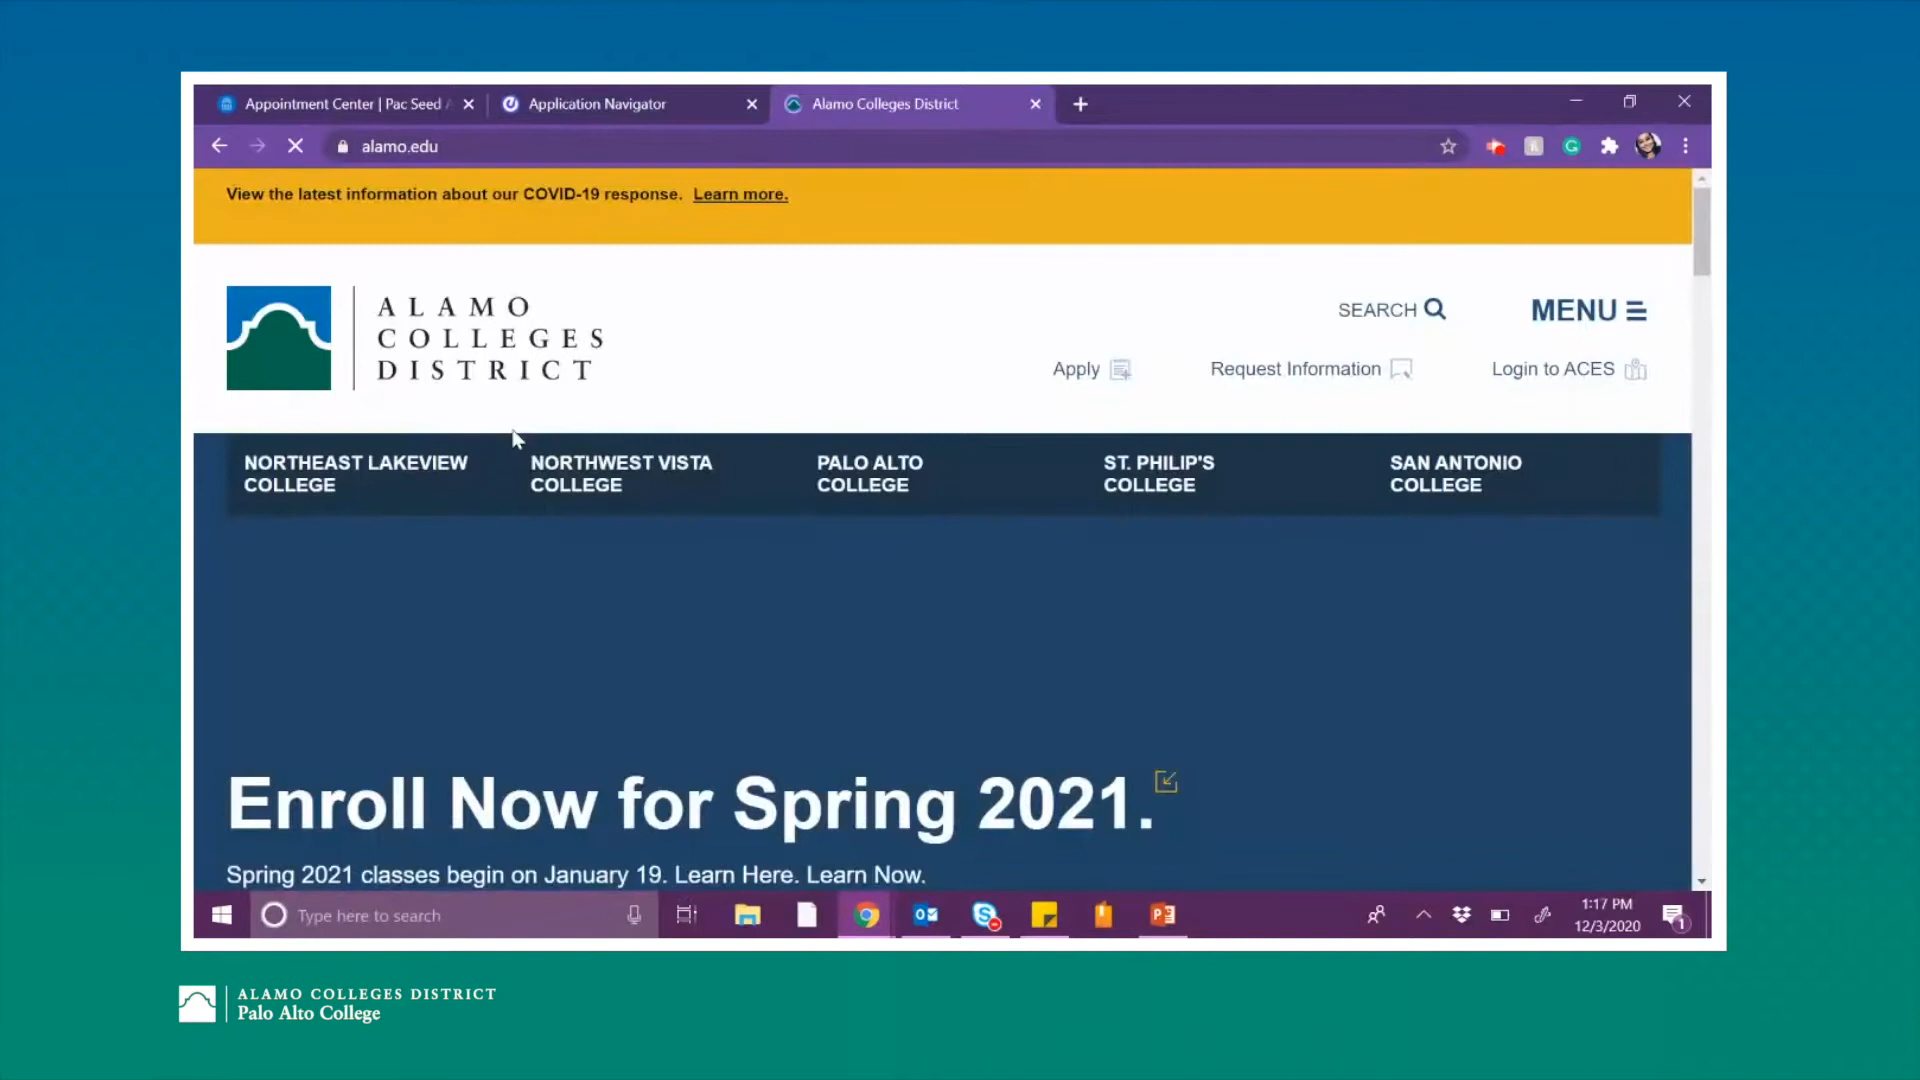 Appointment Center | Pac Seed
Application Navigator
Alamo Colleges District
alamo.edu
View the latest information about our COVID-19 response. Learn more.
ALAMO
COLLEGES
DISTRICT
SEARCH
MENU
Apply
Request Information
Login to ACES
NORTHEAST LAKEVIEW
COLLEGE
NORTHWEST VISTA
COLLEGE
PALO ALTO
COLLEGE
ST. PHILIP'S
COLLEGE
SAN ANTONIO
COLLEGE
Enroll Now for Spring 2021.
Spring 2021 classes begin on January 19. Learn Here. Learn Now.
Type here to search
1:17 PM
12/3/2020
1
ALAMO COLLEGES DISTRICT
Palo Alto College